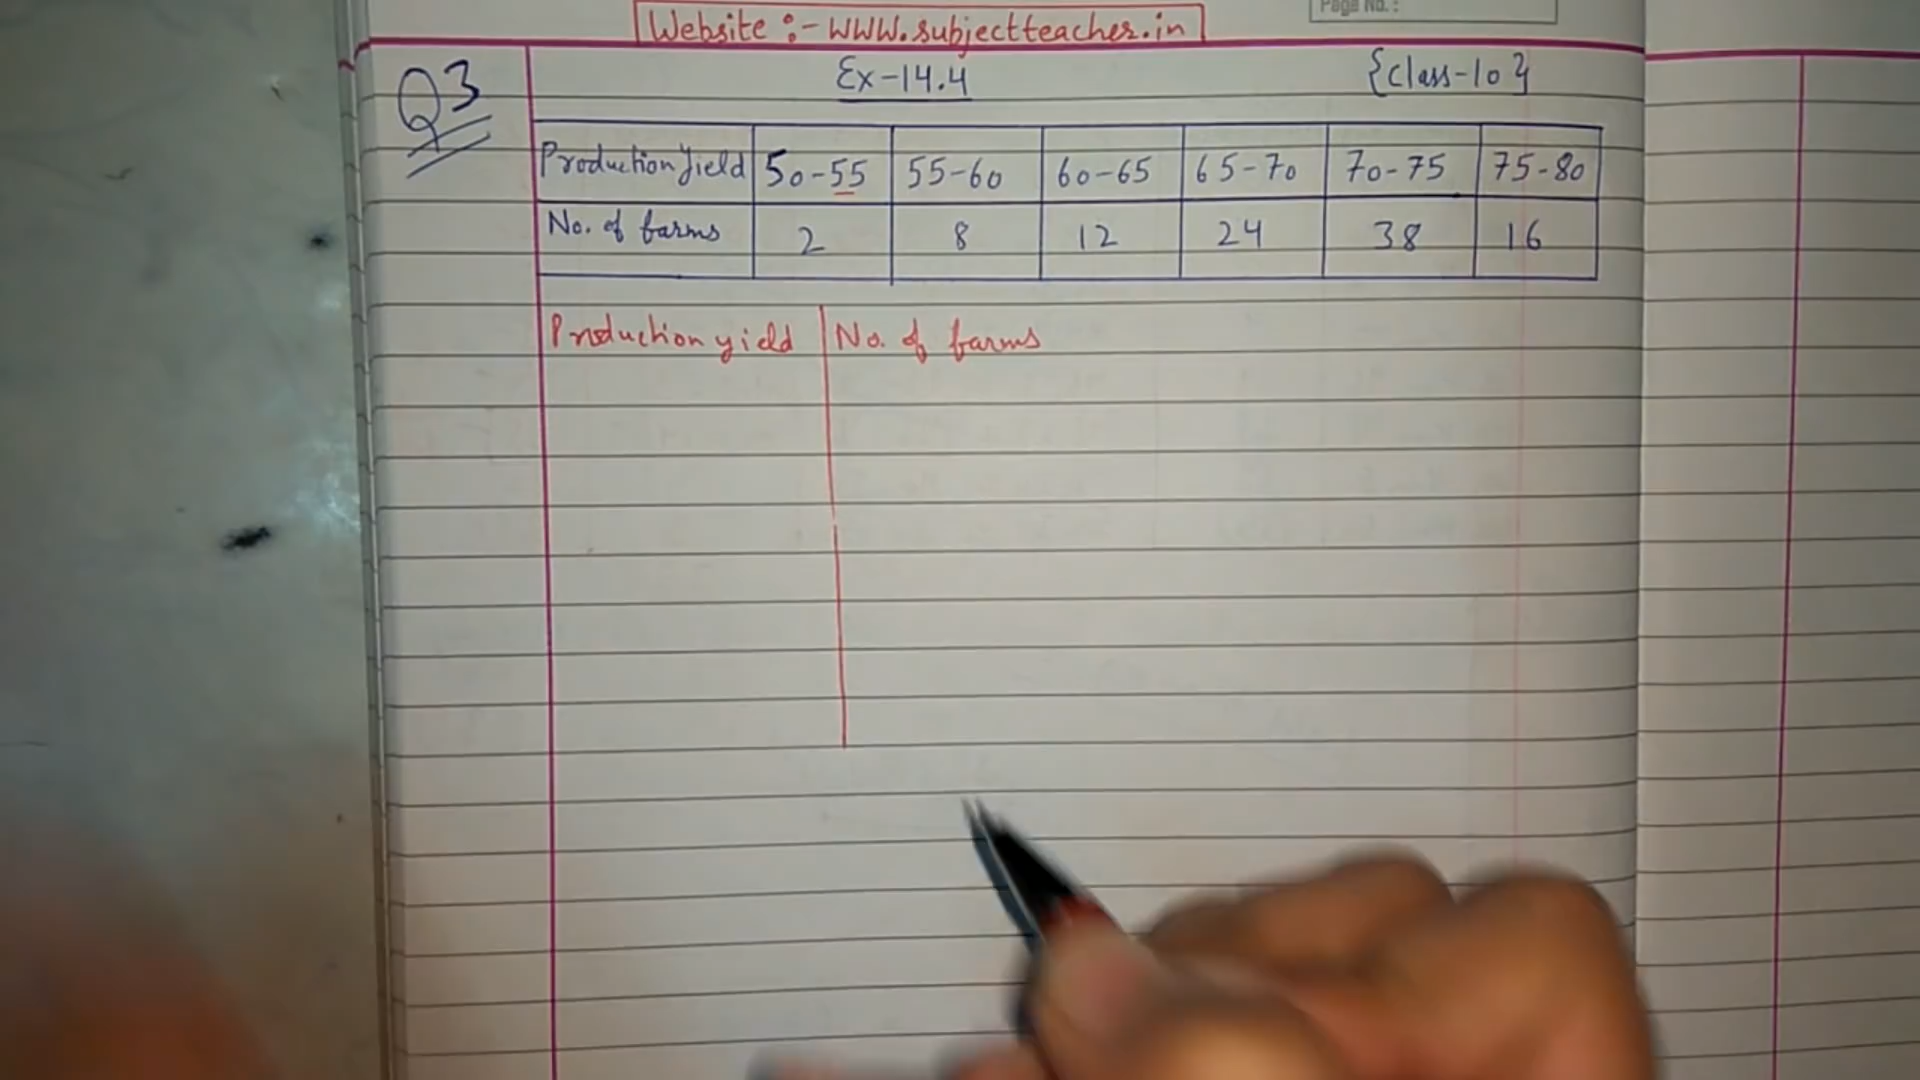 Page No. :
Website :- WWW.subjectteacher.in
Q3
Ex-14.4 {Class-10}
Production Yield 50-55 55-60 60-65 65-70 70-75 75-80
No. of farms 2 8 12 24 38 16
Production yield No. of farms